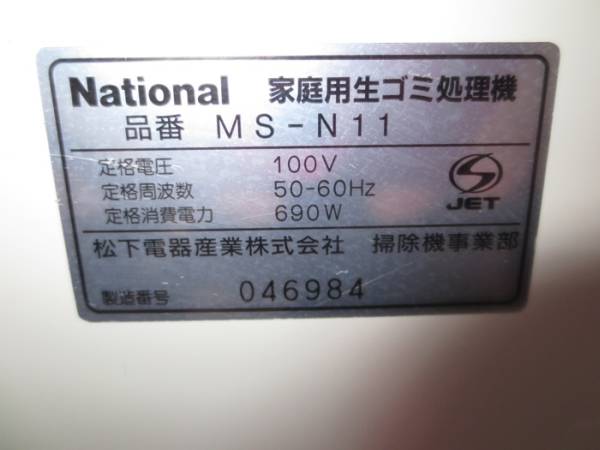 National 家庭用生ゴミ処理機
品番 MS-N11
定格電圧 100V
定格周波数 50-60Hz
定格消費電力 690W
JET
松下電器産業株式会社 掃除機事業部
製造番号 046984